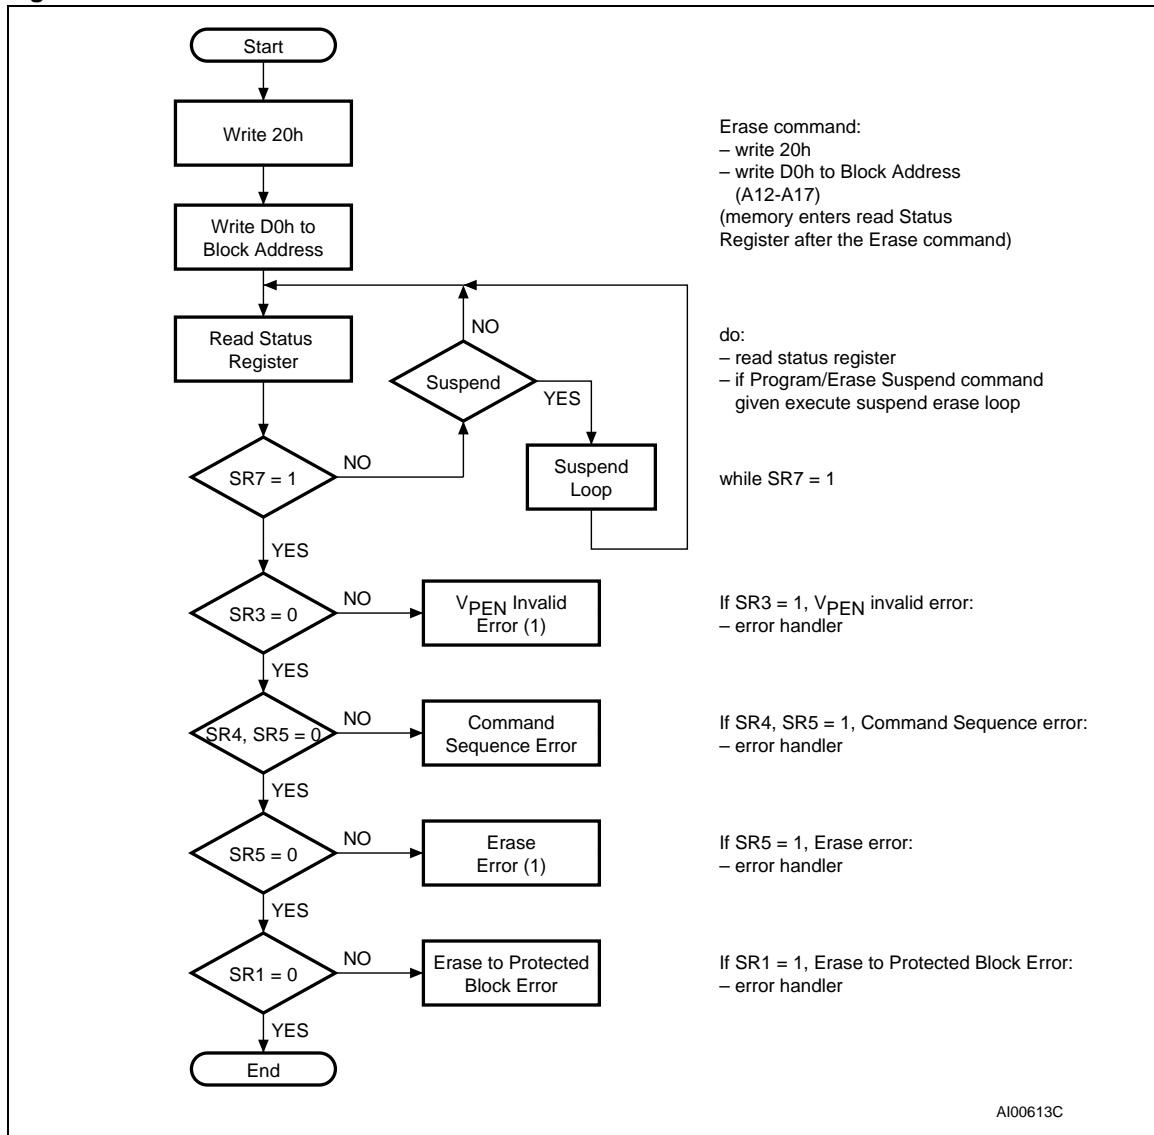 Start
Write 20h
Erase command:
– write 20h
– write D0h to Block Address
(A12-A17)
(memory enters read Status
Register after the Erase command)
Write D0h to
Block Address
Read Status
Register
NO
Suspend
YES
do:
– read status register
– if Program/Erase Suspend command
given execute suspend erase loop
SR7 = 1
NO
Suspend
Loop
while SR7 = 1
YES
SR3 = 0
NO
VPEN Invalid
Error (1)
If SR3 = 1, VPEN invalid error:
– error handler
YES
SR4, SR5 = 0
NO
Command
Sequence Error
If SR4, SR5 = 1, Command Sequence error:
– error handler
YES
SR5 = 0
NO
Erase
Error (1)
If SR5 = 1, Erase error:
– error handler
YES
SR1 = 0
NO
Erase to Protected
Block Error
If SR1 = 1, Erase to Protected Block Error:
– error handler
YES
End
AI00613C